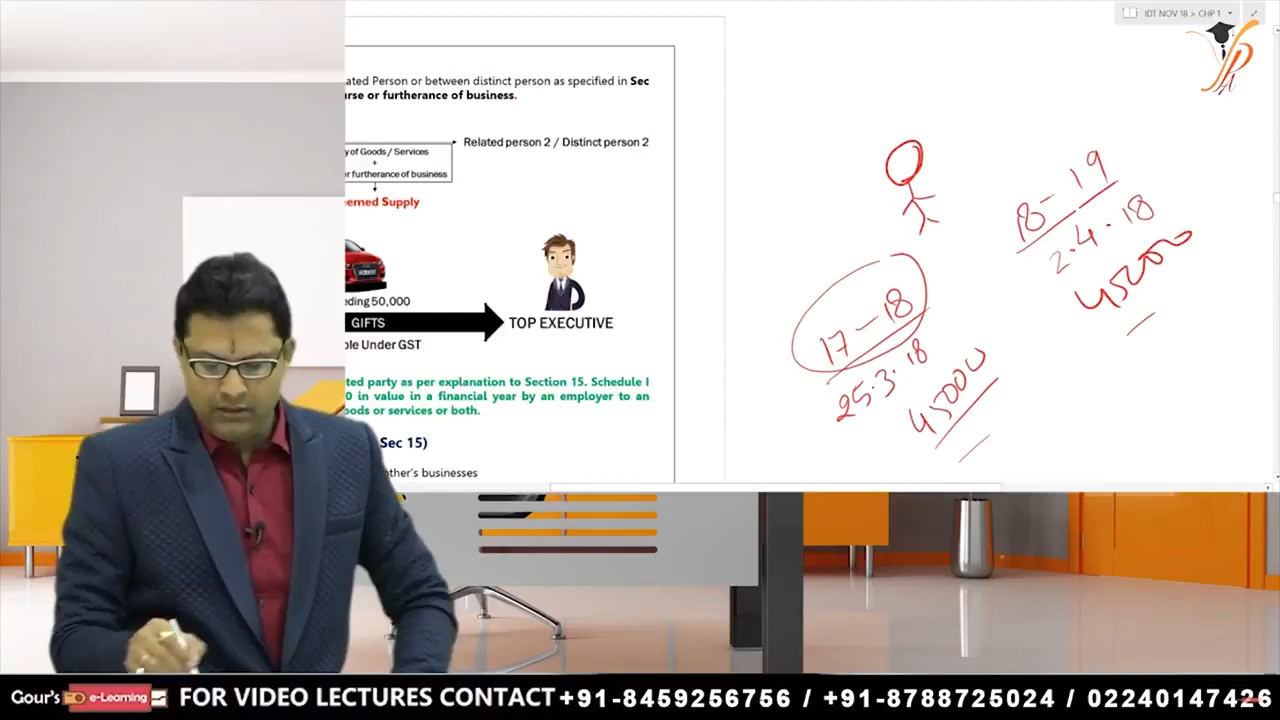 IDT NOV 18 > CHP 1
ated Person or between distinct person as specified in Sec
urse or furtherance of business.
y of Goods / Services
+
or furtherance of business
Related person 2 / Distinct person 2
emed Supply
eding 50,000
GIFTS
TOP EXECUTIVE
ble Under GST
ted party as per explanation to Section 15. Schedule I
0 in value in a financial year by an employer to an
oods or services or both.
Sec 15)
other's businesses
17-18
25.3.18
45000
18-19
2.4.18
45000
Gour's e-Learning FOR VIDEO LECTURES CONTACT +91-8459256756 / +91-8788725024 / 02240147426